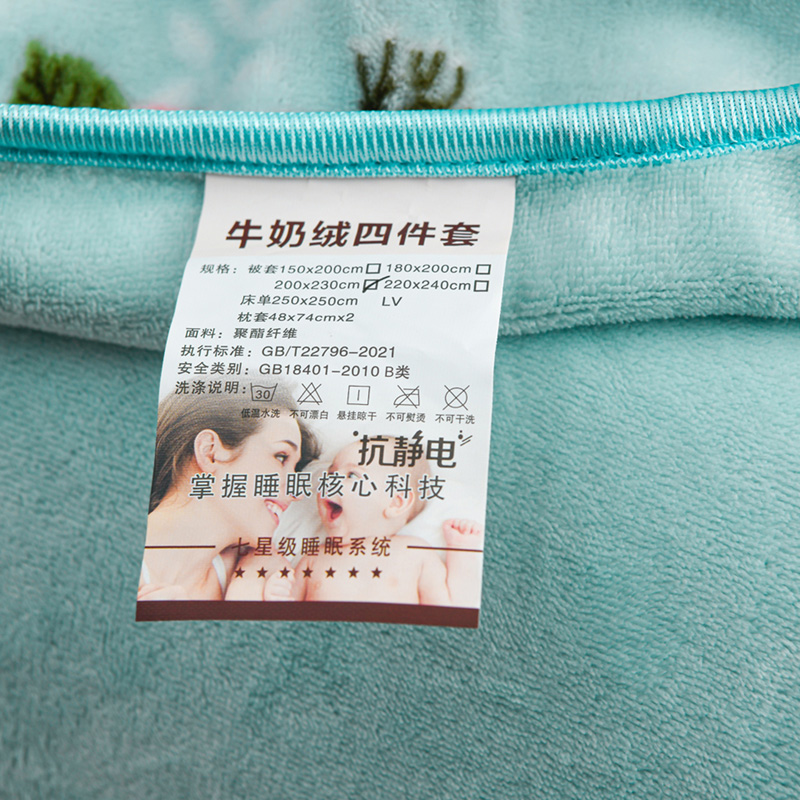 牛奶绒四件套
规格：被套150x200cm□ 180x200cm□
200x230cm☑220x240cm□
床单250x250cm LV
枕套48x74cmx2
面料：聚酯纤维
执行标准：GB/T22796-2021
安全类别：GB18401-2010 B类
洗涤说明：30
低温水洗 不可漂白 悬挂晾干 不可熨烫 不可干洗
抗静电
掌握睡眠核心科技
七星级睡眠系统
★★★★★★★